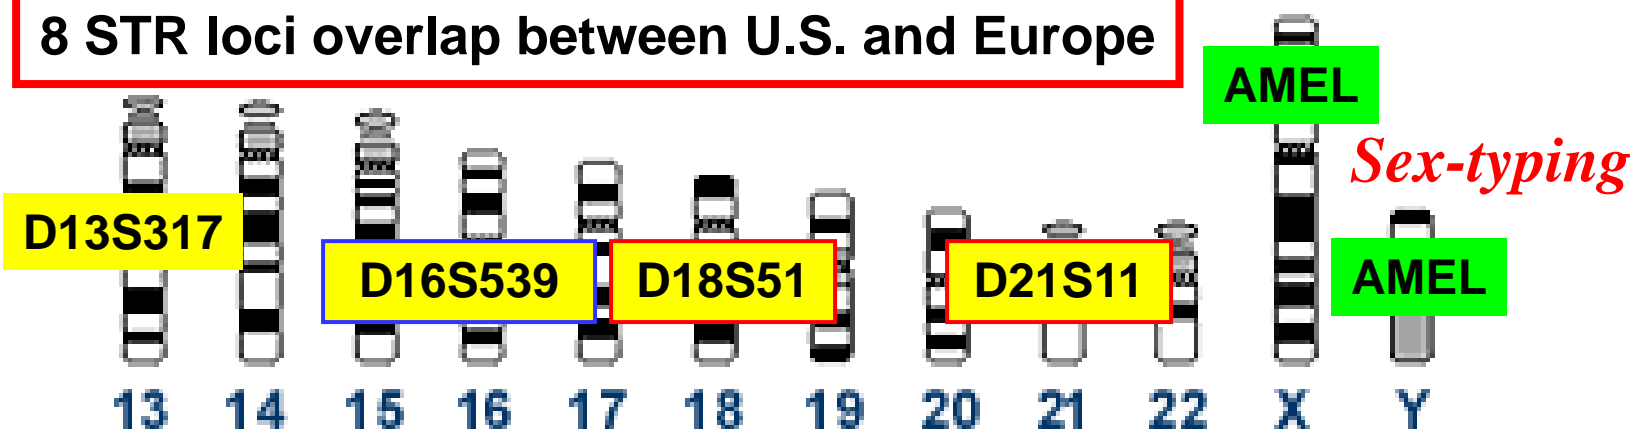 8 STR loci overlap between U.S. and Europe
AMEL
Sex-typing
D13S317
D16S539
D18S51
D21S11
AMEL
13 14 15 16 17 18 19 20 21 22 X Y